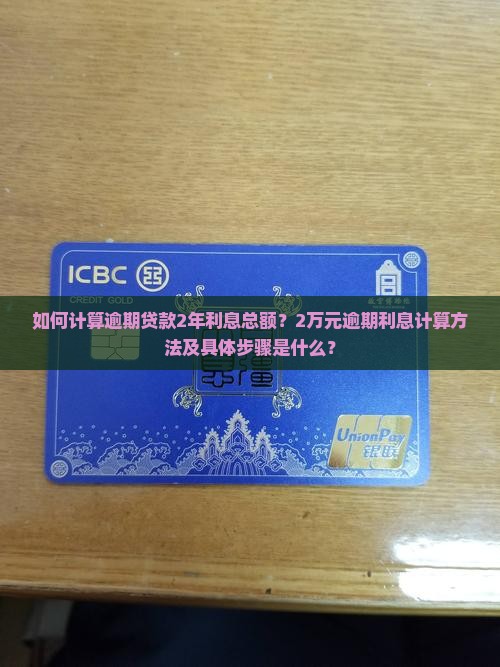 ICBC
CREDIT GOLD
如何计算逾期贷款2年利息总额？2万元逾期利息计算方
法及具体步骤是什么？
UnionPay
银联